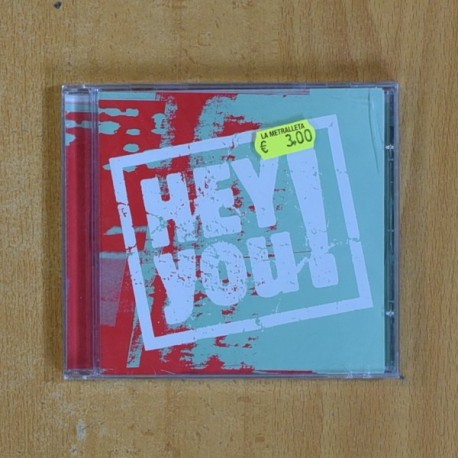 LA METRALLETA
€ 3,00
HEY
you!